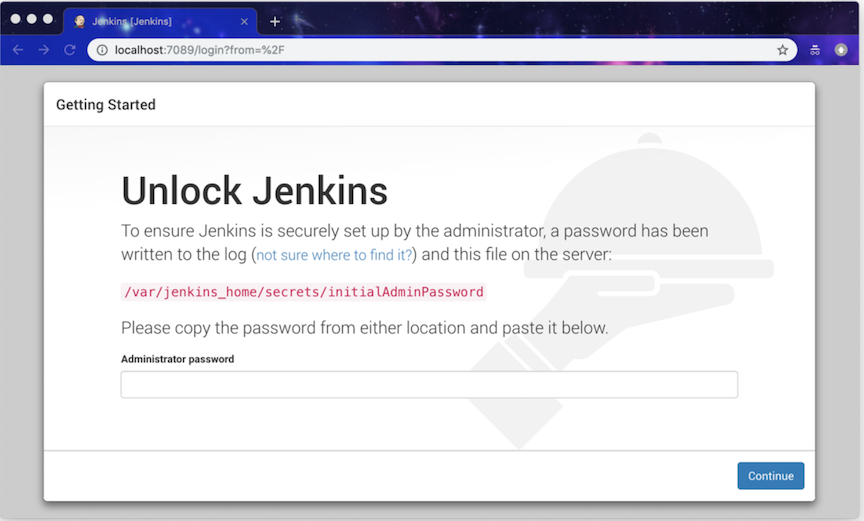 Jenkins [Jenkins]
localhost:7089/login?from=%2F
Getting Started
Unlock Jenkins
To ensure Jenkins is securely set up by the administrator, a password has been
written to the log (not sure where to find it?) and this file on the server:
/var/jenkins_home/secrets/initialAdminPassword
Please copy the password from either location and paste it below.
Administrator password
Continue